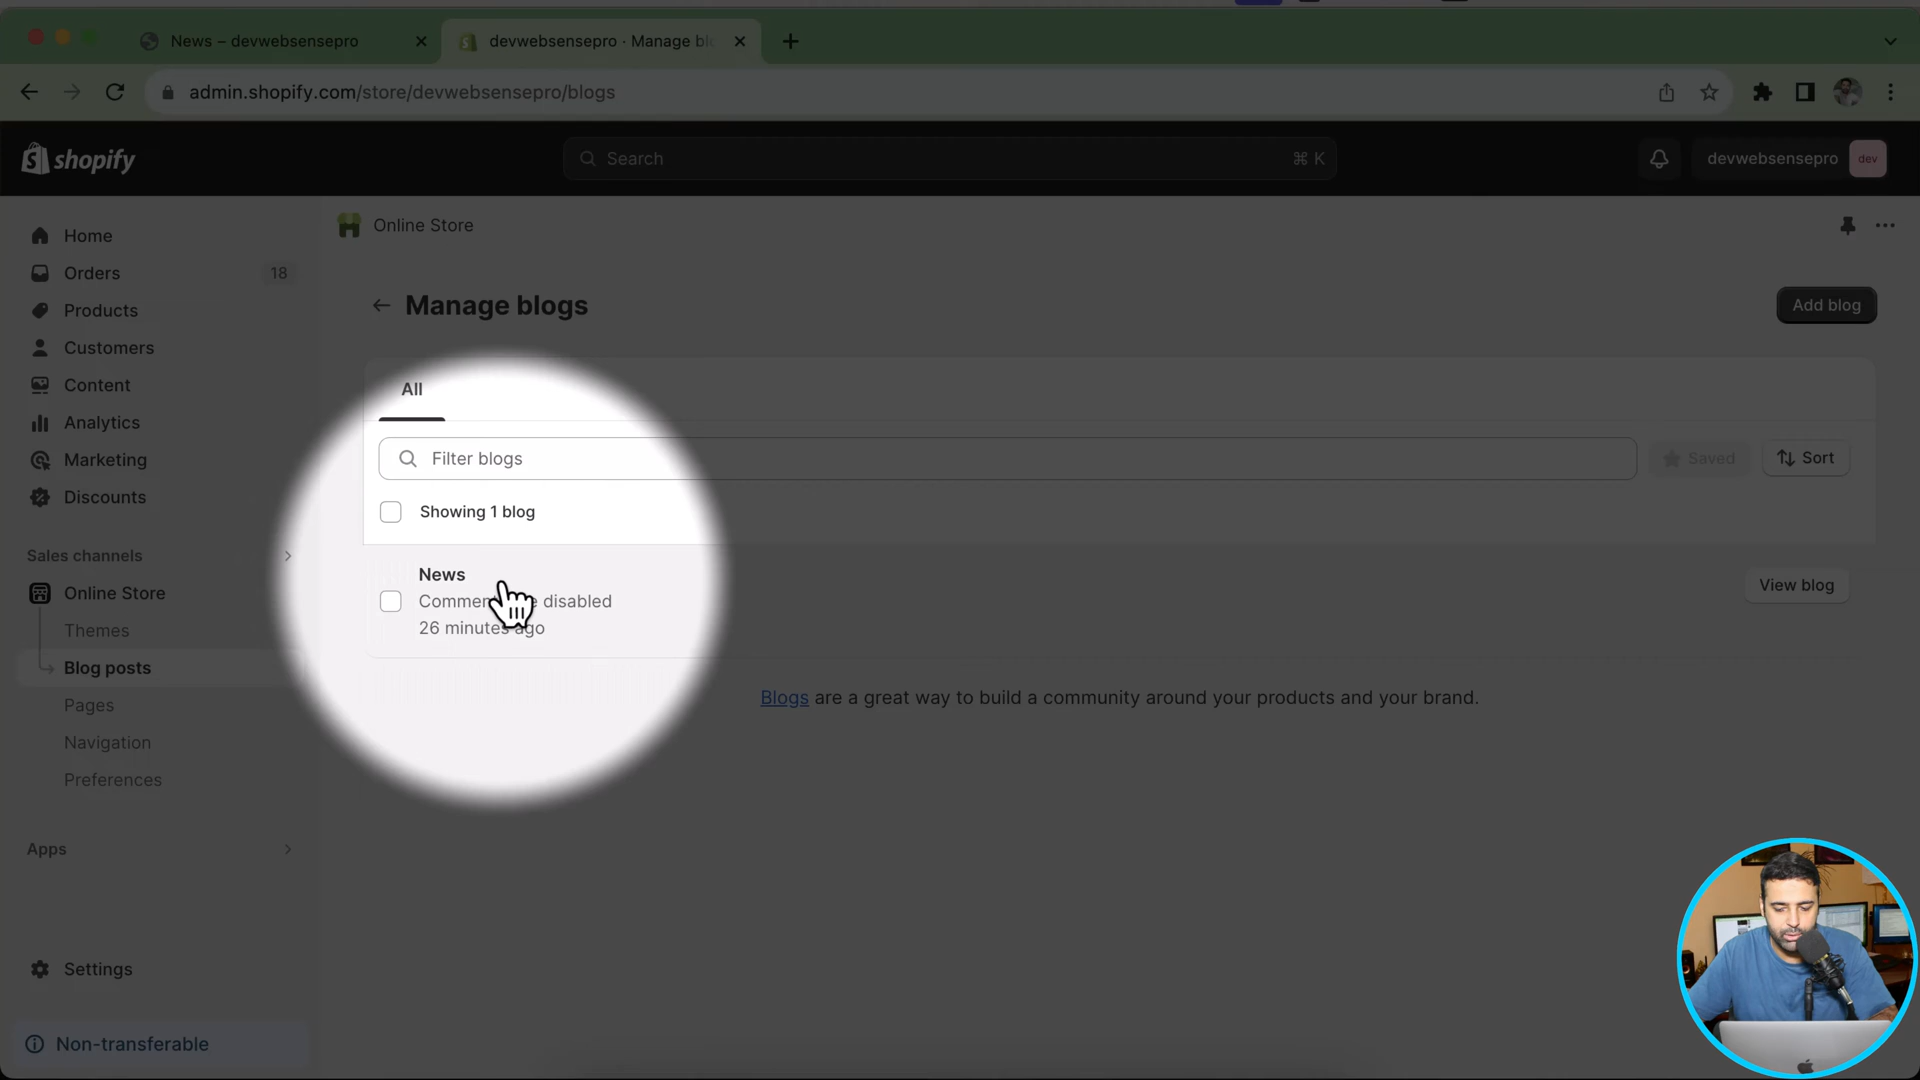 News – devwebsensepro
devwebsensepro · Manage bl
admin.shopify.com/store/devwebsensepro/blogs
shopify
Search
⌘ K
devwebsensepro
dev
Home
Orders
18
Products
Customers
Content
Analytics
Marketing
Discounts
Sales channels
Online Store
Themes
Blog posts
Pages
Navigation
Preferences
Apps
Settings
Non-transferable
Online Store
Manage blogs
Add blog
All
Filter blogs
Saved
Sort
Showing 1 blog
News
disabled
26 minutes ago
View blog
Blogs are a great way to build a community around your products and your brand.